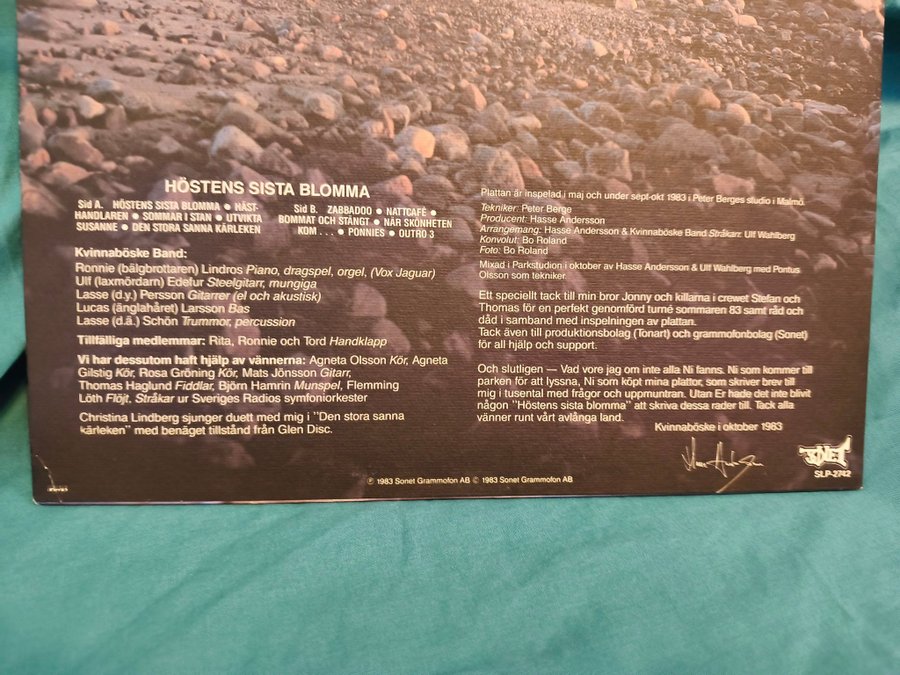 HÖSTENS SISTA BLOMMA
Sid A. HÖSTENS SISTA BLOMMA ● HÄST-
HANDLAREN ● SOMMAR I STAN ● UTVIKTA
SUSANNE ● DEN STORA SANNA KÄRLEKEN
Sid B. ZABBADOO ● NATTCAFÉ ●
BOMMAT OCH STÄNGT ● NÄR SKÖNHETEN
KOM . . . ● PONNIES ● OUTRO 3
Kvinnaböske Band:
Ronnie (bälgbrottaren) Lindros Piano, dragspel, orgel, (Vox Jaguar)
Ulf (laxmördarn) Edefur Steelgitarr, mungiga
Lasse (d.y.) Persson Gitarrer (el och akustisk)
Lucas (änglahåret) Larsson Bas
Lasse (d.ä.) Schön Trummor, percussion
Tillfälliga medlemmar: Rita, Ronnie och Tord Handklapp
Vi har dessutom haft hjälp av vännerna: Agneta Olsson Kör, Agneta
Gilstig Kör, Rosa Gröning Kör, Mats Jönsson Gitarr,
Thomas Haglund Fiddlar, Björn Hamrin Munspel, Flemming
Löth Flöjt, Stråkar ur Sveriges Radios symfoniorkester
Christina Lindberg sjunger duett med mig i "Den stora sanna
kärleken" med benäget tillstånd från Glen Disc.
Plattan är inspelad i maj och under sept-okt 1983 i Peter Berges studio i Malmö.
Tekniker: Peter Berge
Producent: Hasse Andersson
Arrangemang: Hasse Andersson & Kvinnaböske Band Stråkarr: Ulf Wahlberg
Konvolut: Bo Roland
Foto: Bo Roland
Mixad i Parkstudion i oktober av Hasse Andersson & Ulf Wahlberg med Pontus
Olsson som tekniker.
Ett speciellt tack till min bror Jonny och killarna i crewet Stefan och
Thomas för en perfekt genomförd turné sommaren 83 samt råd och
dåd i samband med inspelningen av plattan.
Tack även till produktionsbolag (Tonart) och grammofonbolag (Sonet)
för all hjälp och support.
Och slutligen — Vad vore jag om inte alla Ni fanns. Ni som kommer till
parken för att lyssna, Ni som köpt mina plattor, som skriver brev till
mig i tusental med frågor och uppmuntran. Utan Er hade det inte blivit
någon "Höstens sista blomma" att skriva dessa rader till. Tack alla
vänner runt vårt avlånga land.
Kvinnaböske i oktober 1983
SONET
SLP-2742
℗ 1983 Sonet Grammofon AB © 1983 Sonet Grammofon AB